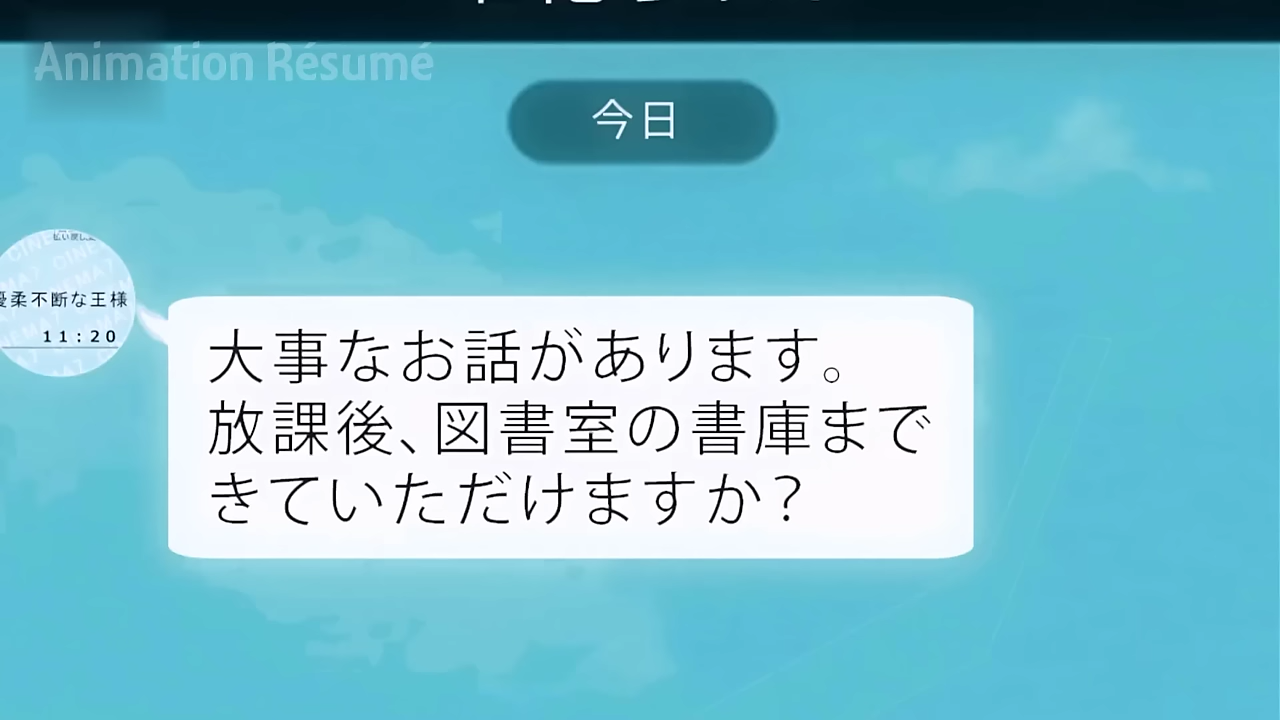 Animation Résumé
今日
優柔不断な王様
11:20
大事なお話があります。
放課後、図書室の書庫まで
きていただけますか？